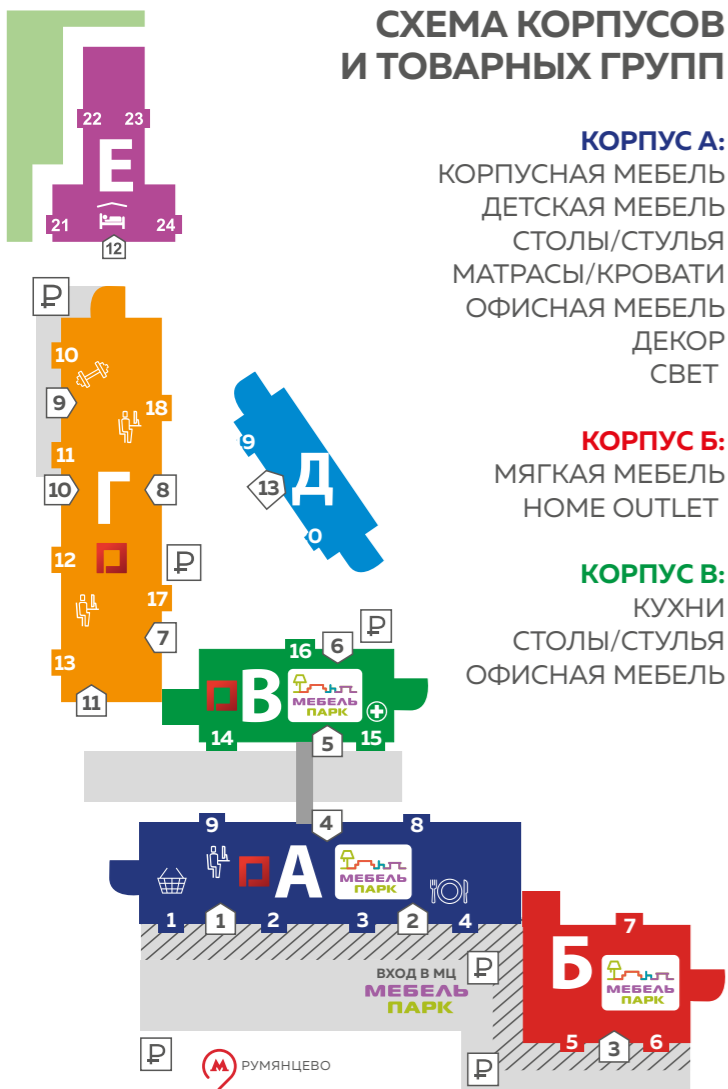 СХЕМА КОРПУСОВ
И ТОВАРНЫХ ГРУПП
КОРПУС А:
КОРПУСНАЯ МЕБЕЛЬ
ДЕТСКАЯ МЕБЕЛЬ
СТОЛЫ/СТУЛЬЯ
МАТРАСЫ/КРОВАТИ
ОФИСНАЯ МЕБЕЛЬ
ДЕКОР
СВЕТ
КОРПУС Б:
МЯГКАЯ МЕБЕЛЬ
HOME OUTLET
КОРПУС В:
КУХНИ
СТОЛЫ/СТУЛЬЯ
ОФИСНАЯ МЕБЕЛЬ
22 23
Е
21 24
12
₽
10
9
18
11
10
Г
8
12
₽
17
7
13
11
9
13
Д
0
₽
16 6
В
МЕБЕЛЬ
ПАРК
14 5 15
9 4 8
А
МЕБЕЛЬ
ПАРК
1 1 2 3 2 4
7
Б
МЕБЕЛЬ
ПАРК
5 3 6
₽
ВХОД В МЦ
МЕБЕЛЬ
ПАРК
₽
М РУМЯНЦЕВО
₽